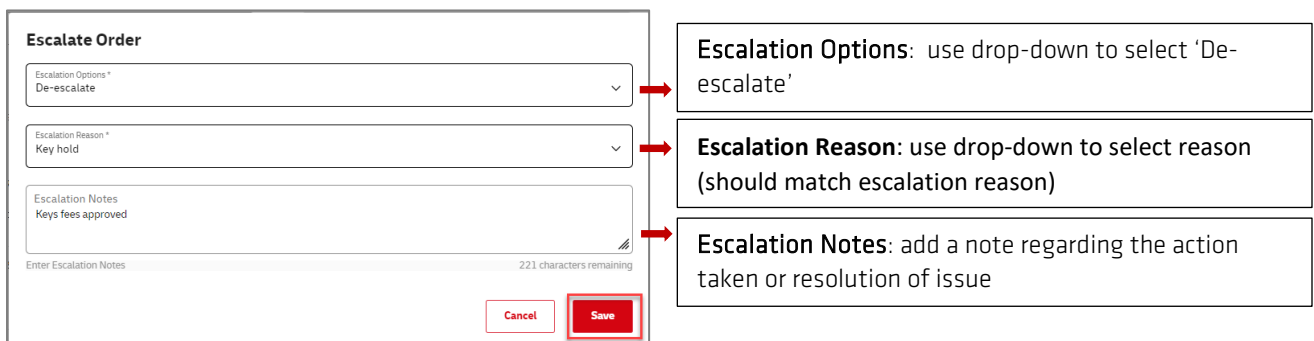 Escalate Order
Escalation Options *
De-escalate
Escalation Reason *
Key hold
Escalation Notes
Keys fees approved
Enter Escalation Notes
221 characters remaining
Cancel
Save
Escalation Options:  use drop-down to select ‘De-
escalate’
Escalation Reason: use drop-down to select reason
(should match escalation reason)
Escalation Notes: add a note regarding the action
taken or resolution of issue